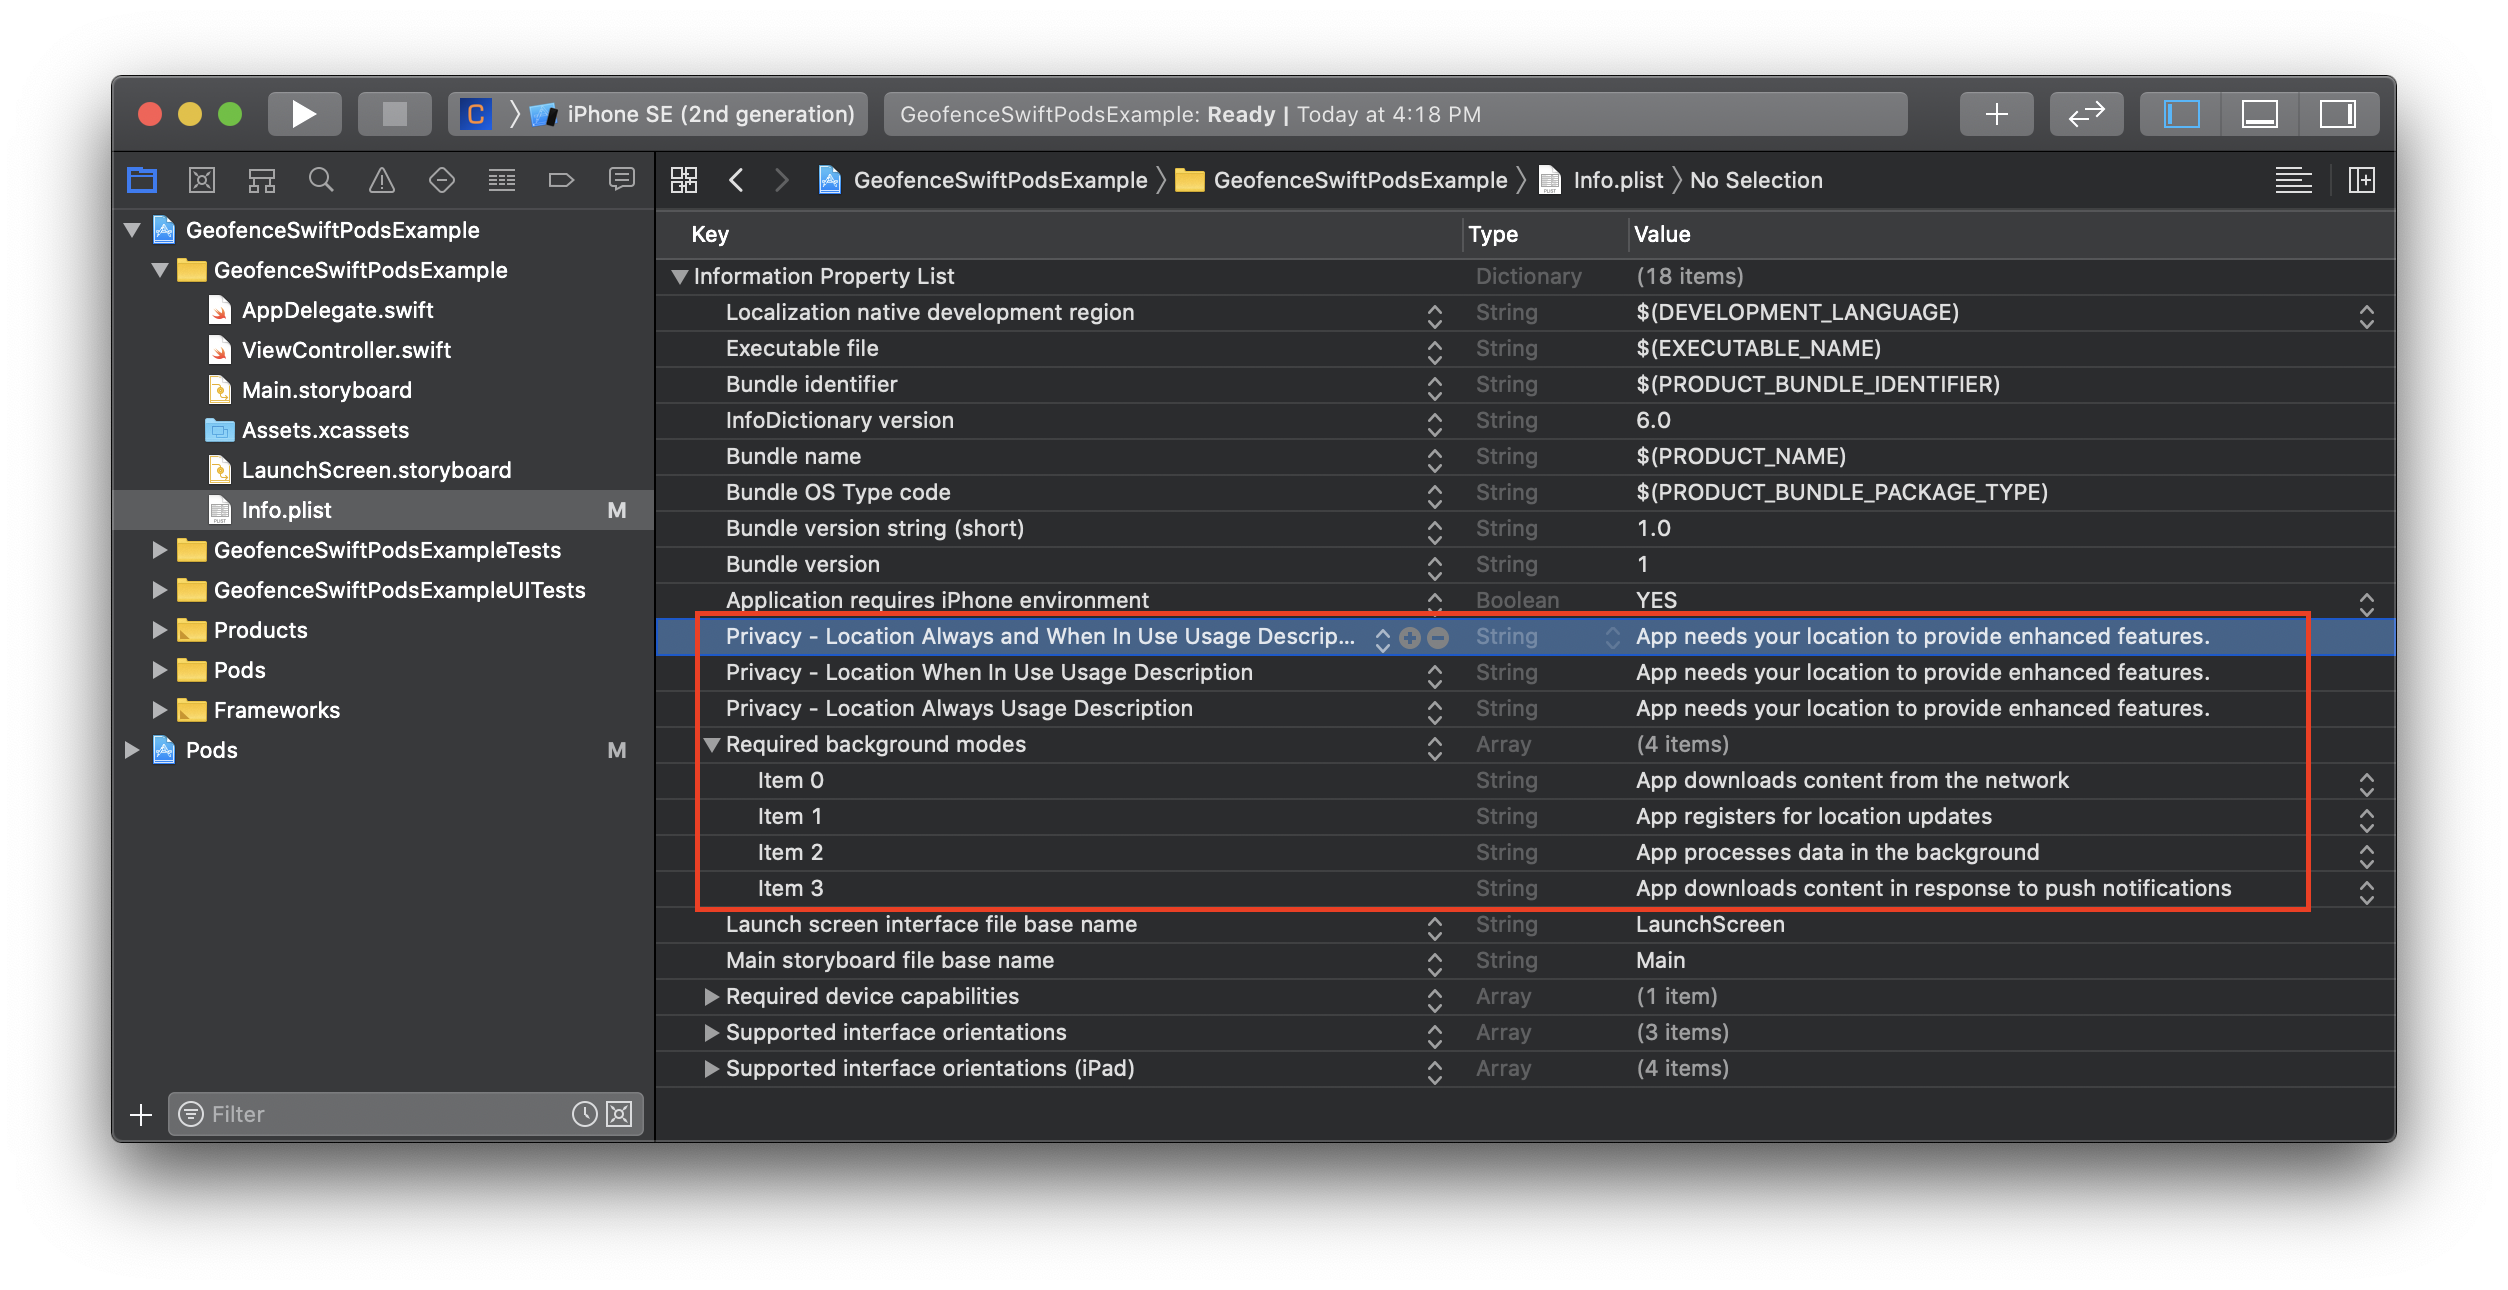 C
iPhone SE (2nd generation)
GeofenceSwiftPodsExample: Ready | Today at 4:18 PM
GeofenceSwiftPodsExample
GeofenceSwiftPodsExample
Info.plist
No Selection
GeofenceSwiftPodsExample
GeofenceSwiftPodsExample
AppDelegate.swift
ViewController.swift
Main.storyboard
Assets.xcassets
LaunchScreen.storyboard
Info.plist M
GeofenceSwiftPodsExampleTests
GeofenceSwiftPodsExampleUITests
Products
Pods
Frameworks
Pods M
Filter
Key Type Value
Information Property List Dictionary (18 items)
Localization native development region String $(DEVELOPMENT_LANGUAGE)
Executable file String $(EXECUTABLE_NAME)
Bundle identifier String $(PRODUCT_BUNDLE_IDENTIFIER)
InfoDictionary version String 6.0
Bundle name String $(PRODUCT_NAME)
Bundle OS Type code String $(PRODUCT_BUNDLE_PACKAGE_TYPE)
Bundle version string (short) String 1.0
Bundle version String 1
Application requires iPhone environment Boolean YES
Privacy - Location Always and When In Use Usage Descrip... String App needs your location to provide enhanced features.
Privacy - Location When In Use Usage Description String App needs your location to provide enhanced features.
Privacy - Location Always Usage Description String App needs your location to provide enhanced features.
Required background modes Array (4 items)
Item 0 String App downloads content from the network
Item 1 String App registers for location updates
Item 2 String App processes data in the background
Item 3 String App downloads content in response to push notifications
Launch screen interface file base name String LaunchScreen
Main storyboard file base name String Main
Required device capabilities Array (1 item)
Supported interface orientations Array (3 items)
Supported interface orientations (iPad) Array (4 items)